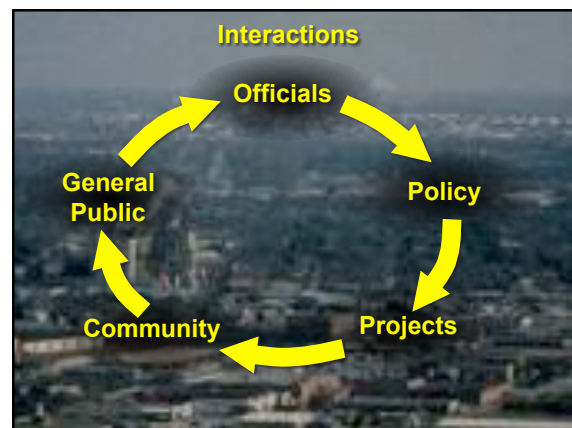 Interactions
Officials
Policy
Projects
Community
General
Public